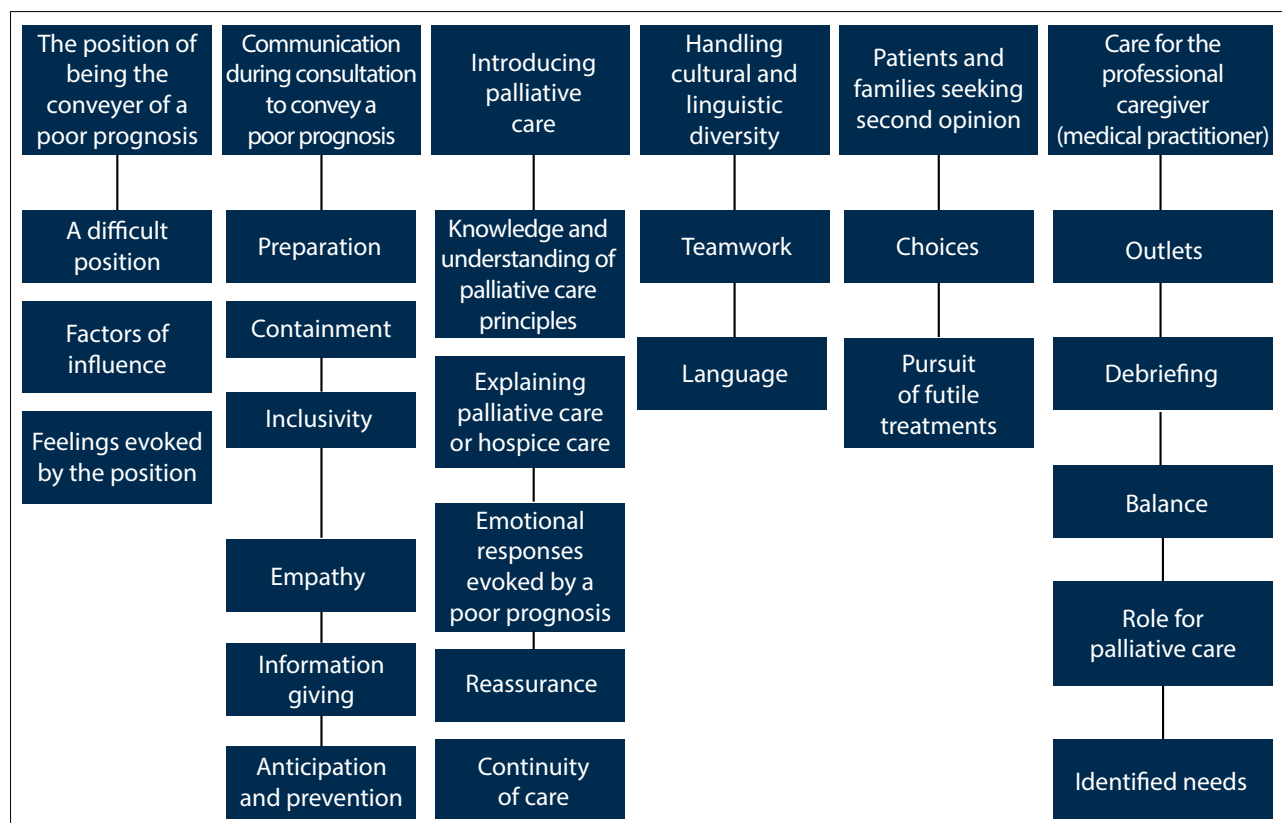 The position of
being the
conveyer of a
poor prognosis
A difficult
position
Factors of
influence
Feelings evoked
by the position
Communication
during consultation
to convey a
poor prognosis
Preparation
Containment
Inclusivity
Empathy
Information
giving
Anticipation
and prevention
Introducing
palliative
care
Knowledge and
understanding of
palliative care
principles
Explaining
palliative care
or hospice care
Emotional
responses
evoked by a
poor prognosis
Reassurance
Continuity
of care
Handling
cultural and
linguistic
diversity
Teamwork
Language
Patients and
families seeking
second opinion
Choices
Pursuit
of futile
treatments
Care for the
professional
caregiver
(medical practitioner)
Outlets
Debriefing
Balance
Role for
palliative care
Identified needs